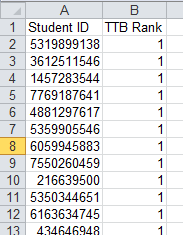 A B
1 Student ID TTB Rank
2 5319899138 1
3 3612511546 1
4 1457283544 1
5 7769187641 1
6 4881297617 1
7 5359905546 1
8 6059945883 1
9 7550260459 1
10 216639500 1
11 5350344651 1
12 6163634745 1
13 434646948 1